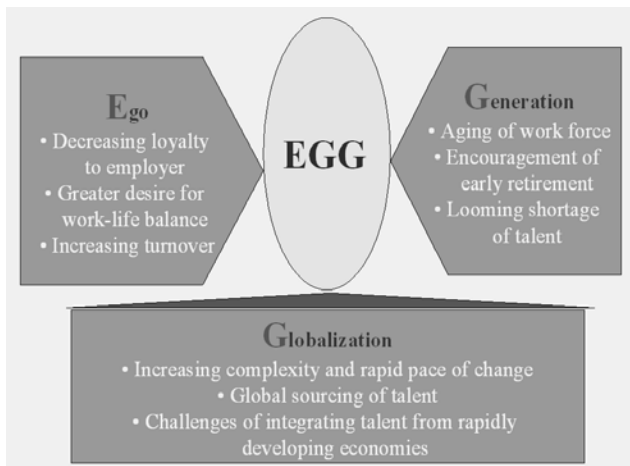 Ego
• Decreasing loyalty
to employer
• Greater desire for
work-life balance
• Increasing turnover
EGG
Generation
• Aging of work force
• Encouragement of
early retirement
• Looming shortage
of talent
Globalization
• Increasing complexity and rapid pace of change
• Global sourcing of talent
• Challenges of integrating talent from rapidly
developing economies